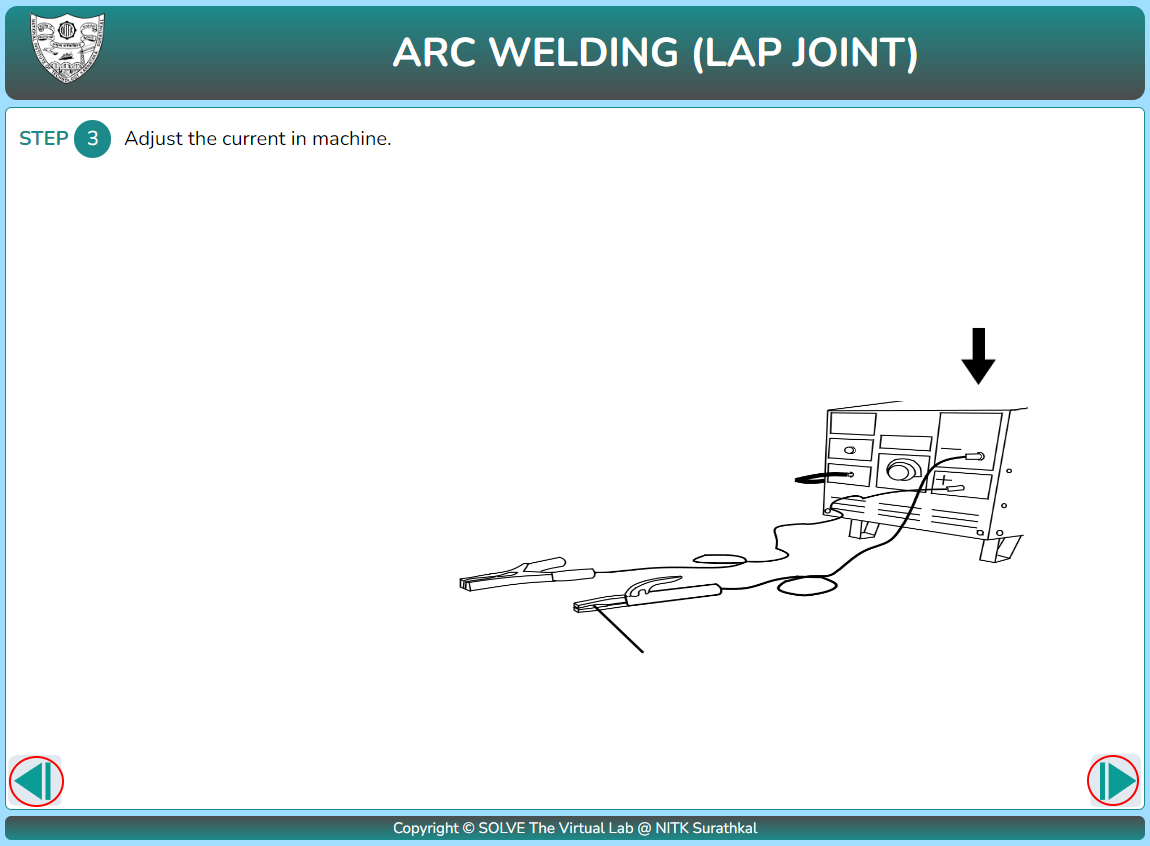 ARC WELDING (LAP JOINT)
STEP 3 Adjust the current in machine.
+
Copyright © SOLVE The Virtual Lab @ NITK Surathkal